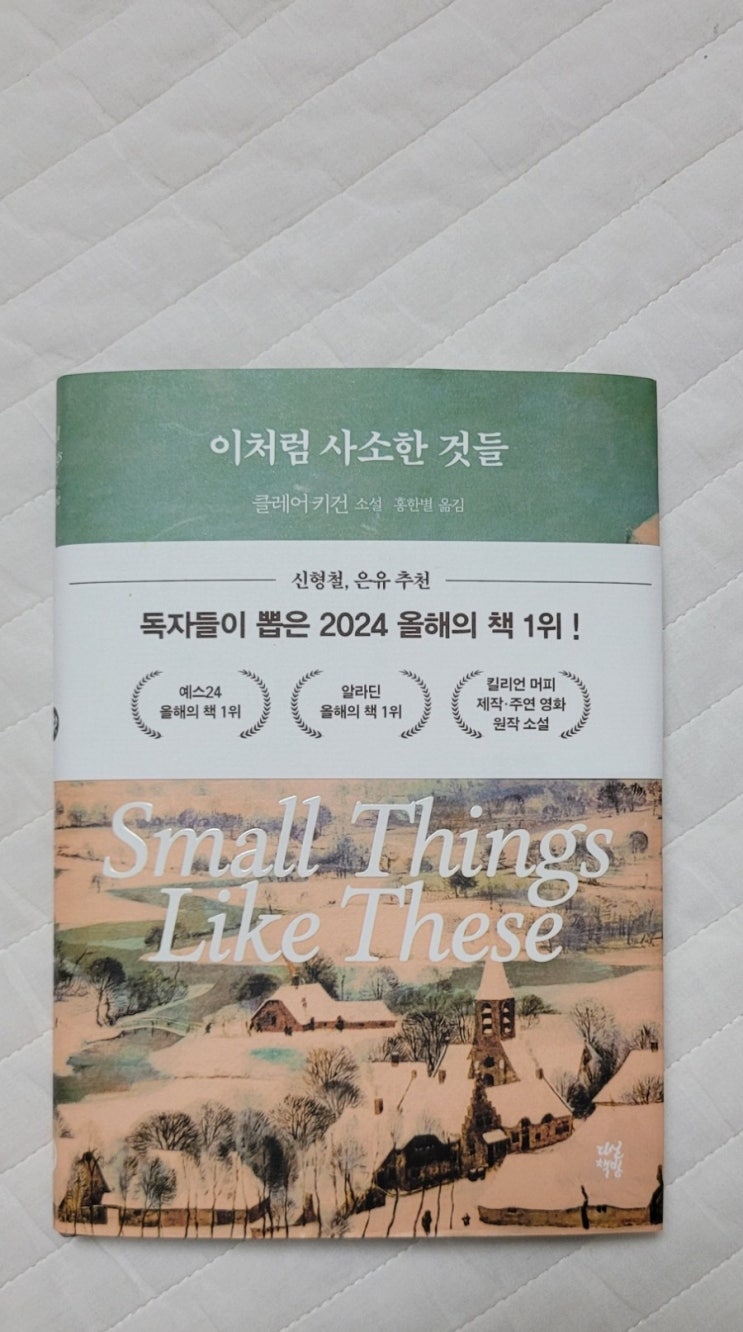 이처럼 사소한 것들
클레어 키건 소설 홍한별 옮김
신형철, 은유 추천
독자들이 뽑은 2024 올해의 책 1위 !
예스24
올해의 책 1위
알라딘
올해의 책 1위
킬리언 머피
제작·주연 영화
원작 소설
Small Things
Like These
다산
책방